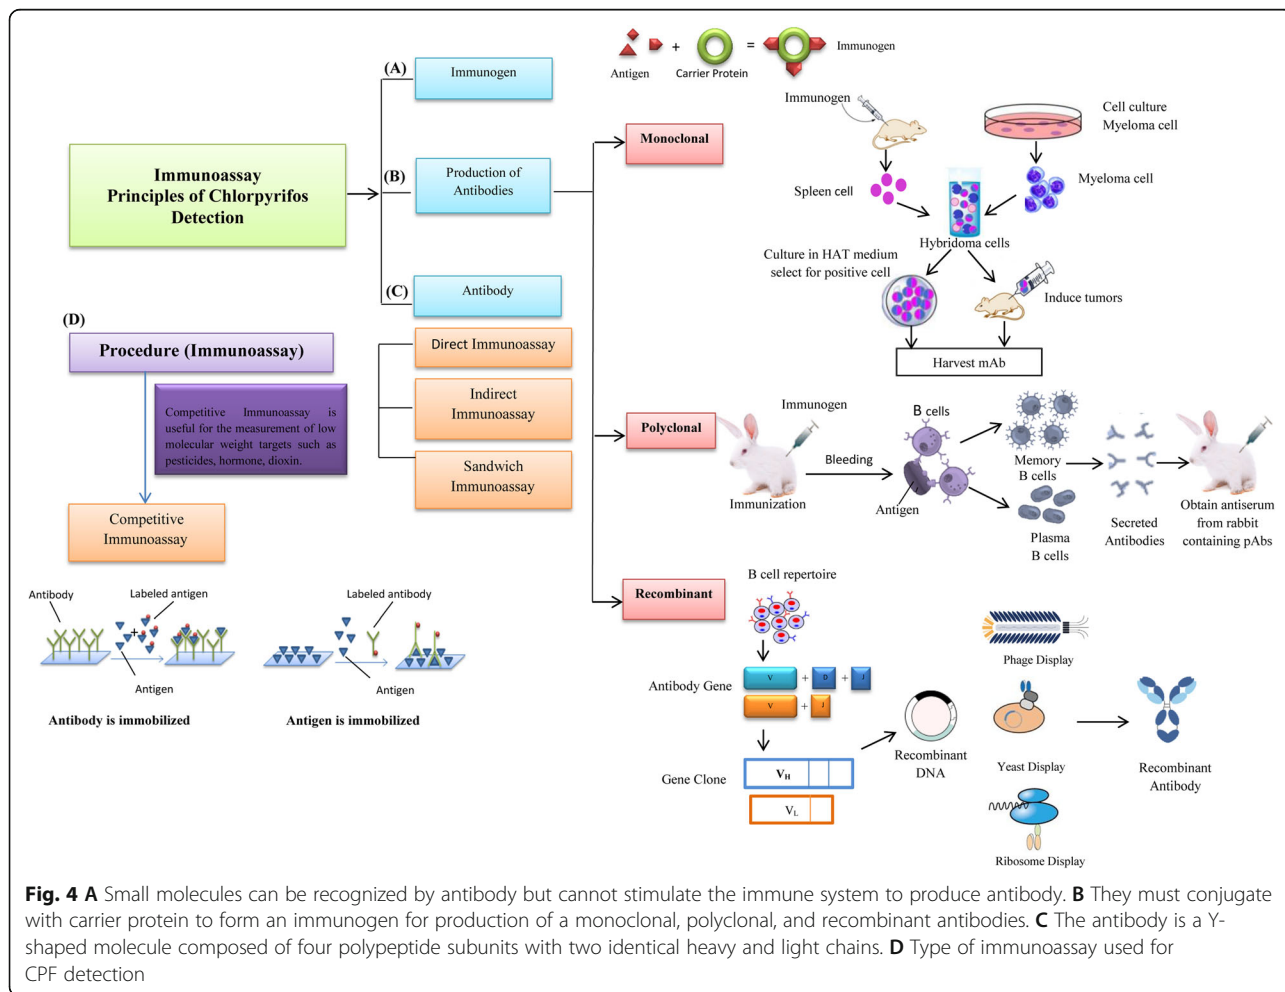 Immunoassay
Principles of Chlorpyrifos
Detection
(A)
Immunogen
(B)
Production of
Antibodies
(C)
Antibody
Antigen
+
Carrier Protein
=
Immunogen
Monoclonal
Immunogen
Cell culture
Myeloma cell
Spleen cell
Myeloma cell
Hybridoma cells
Culture in HAT medium
select for positive cell
Induce tumors
Harvest mAb
(D)
Procedure (Immunoassay)
Competitive Immunoassay is
useful for the measurement of low
molecular weight targets such as
pesticides, hormone, dioxin.
Competitive
Immunoassay
Direct Immunoassay
Indirect
Immunoassay
Sandwich
Immunoassay
Polyclonal
Immunogen
Immunization
Bleeding
B cells
Antigen
Memory
B cells
Plasma
B cells
Secreted
Antibodies
Obtain antiserum
from rabbit
containing pAbs
Antibody
Labeled antigen
+
Antigen
Antibody is immobilized
Labeled antibody
Antigen
Antigen is immobilized
Recombinant
B cell repertoire
Antibody Gene
V + D + J
V + J
Gene Clone
VH
VL
Recombinant
DNA
Phage Display
Yeast Display
Ribosome Display
Recombinant
Antibody
Fig. 4 A Small molecules can be recognized by antibody but cannot stimulate the immune system to produce antibody. B They must conjugate
with carrier protein to form an immunogen for production of a monoclonal, polyclonal, and recombinant antibodies. C The antibody is a Y-
shaped molecule composed of four polypeptide subunits with two identical heavy and light chains. D Type of immunoassay used for
CPF detection